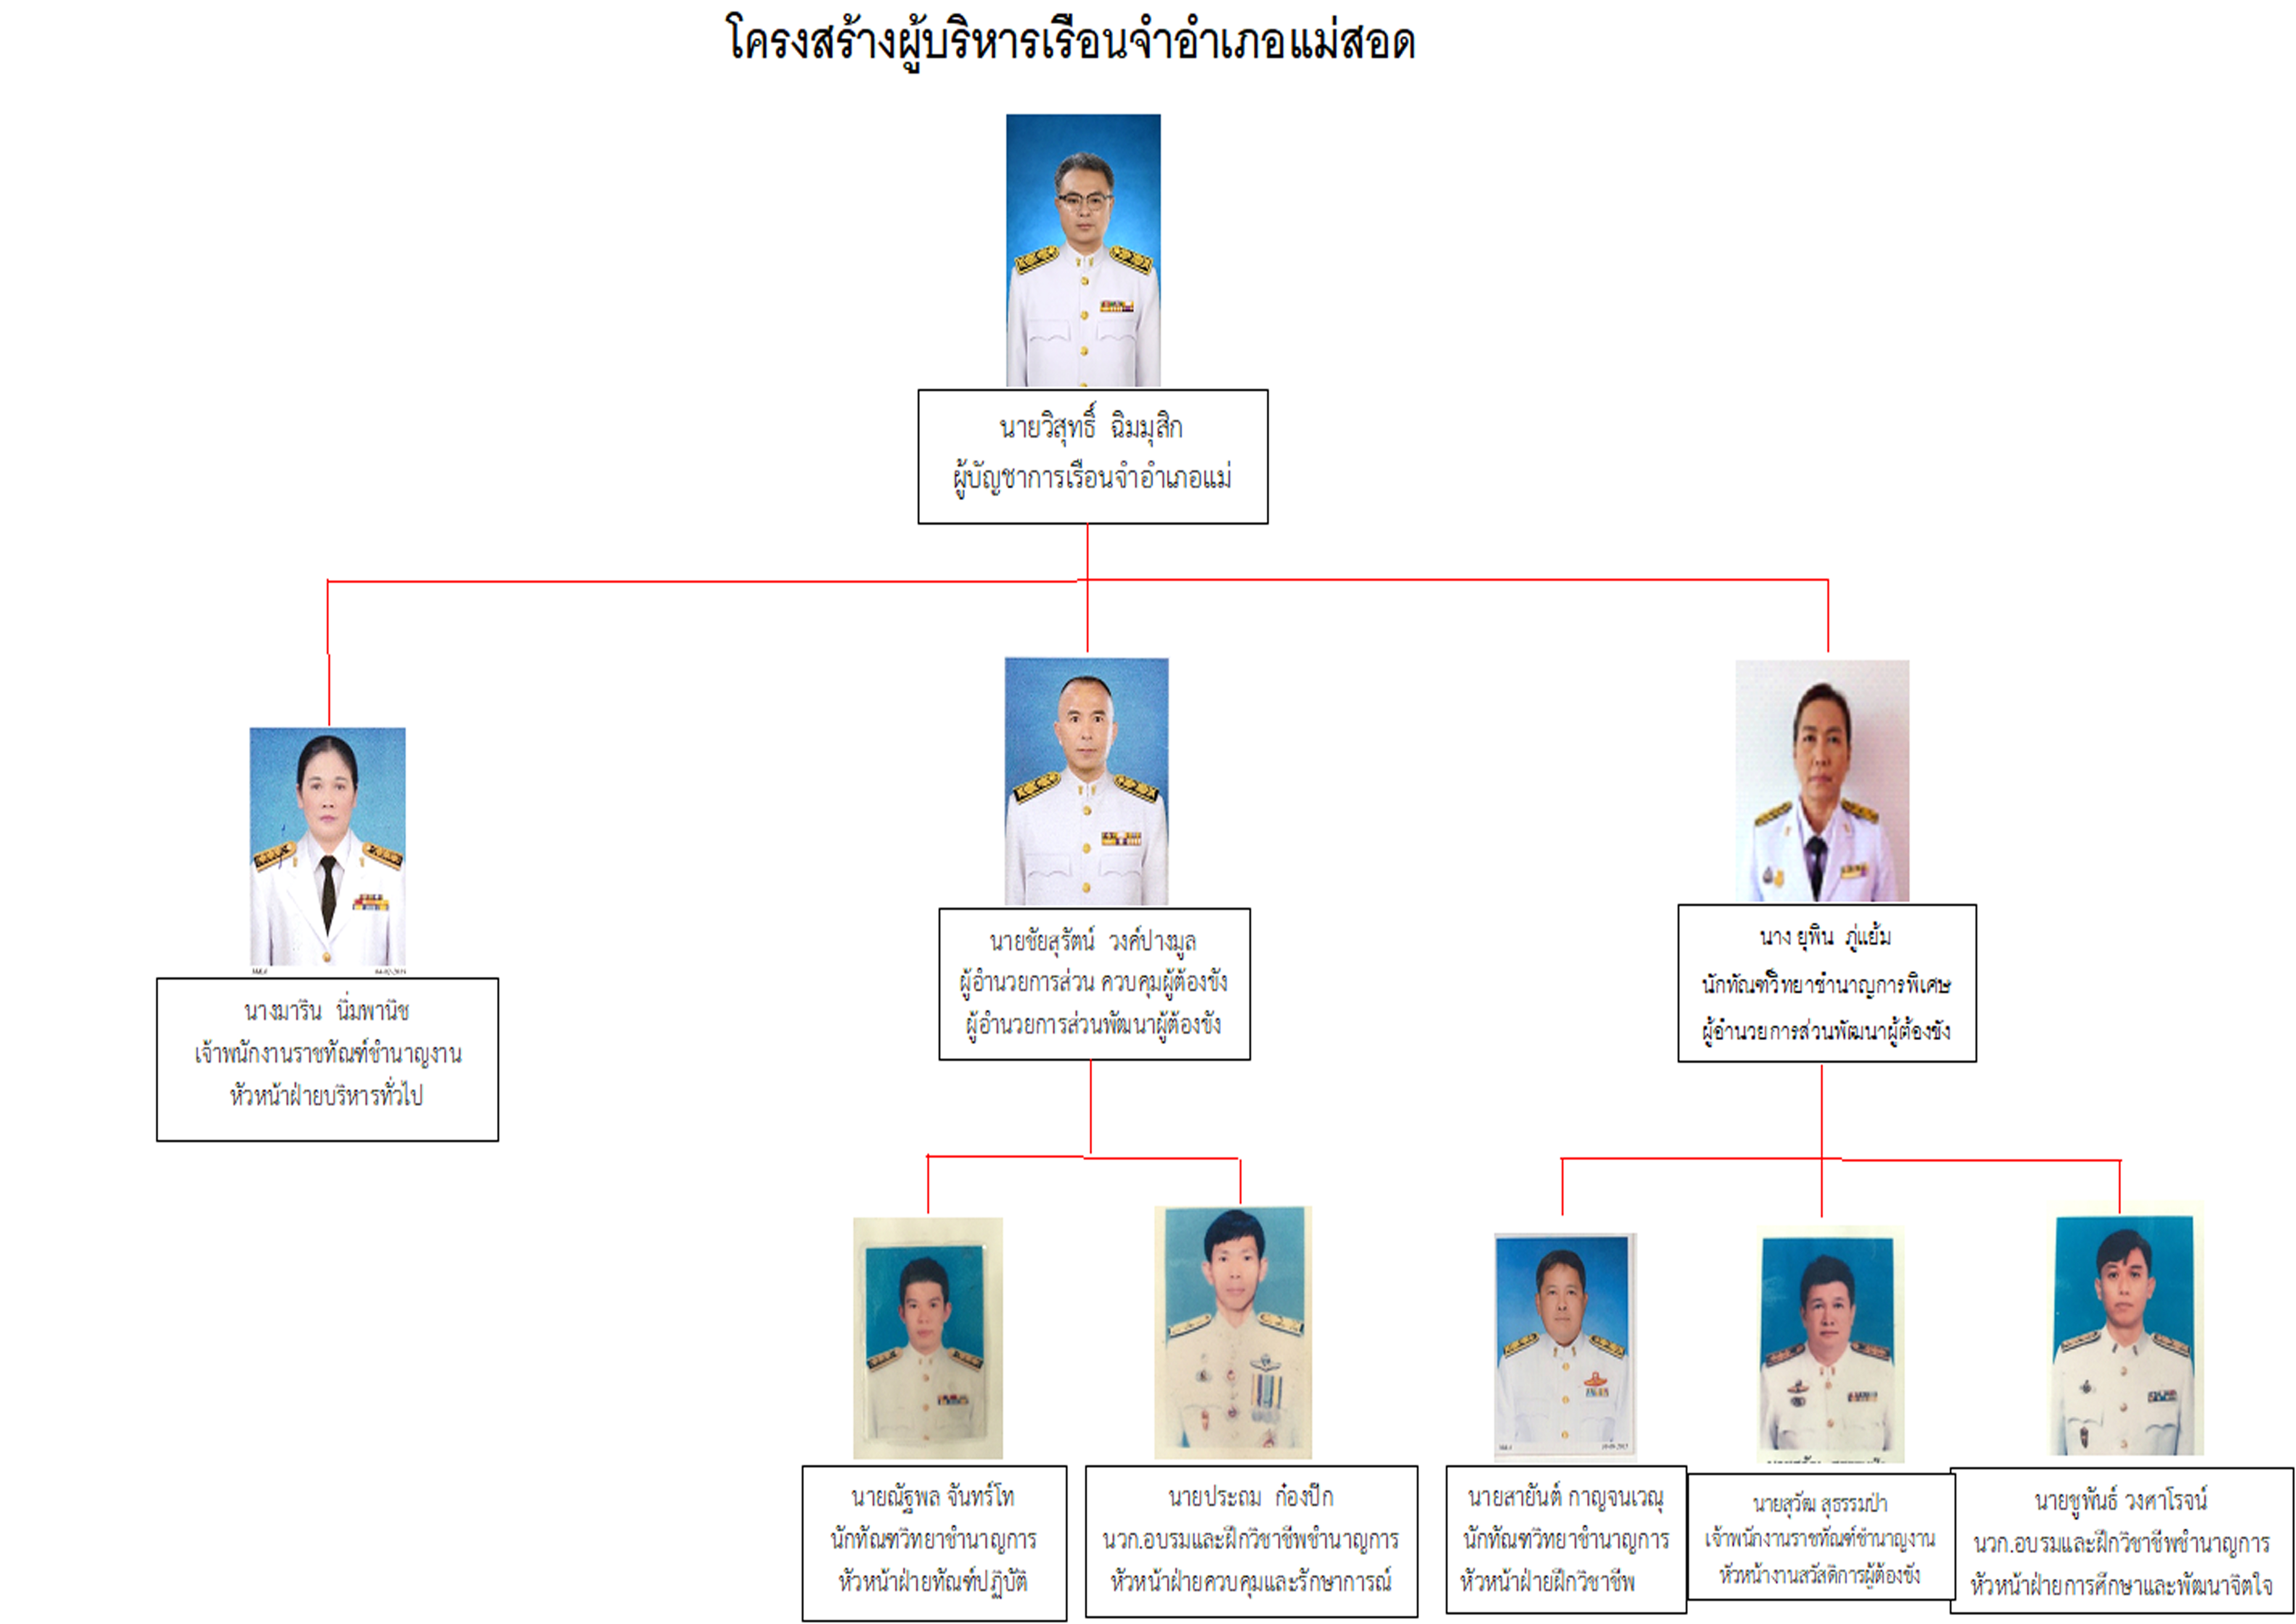 โครงสร้างผู้บริหารเรือนจำอำเภอแม่สอด
นายวิสุทธิ์ ฉิมมุสิก
ผู้บัญชาการเรือนจำอำเภอแม่
นางมาริน นิ่มพานิช
เจ้าพนักงานราชทัณฑ์ชำนาญงาน
หัวหน้าฝ่ายบริหารทั่วไป
นายชัยสุรัตน์ วงค์ปางมูล
ผู้อำนวยการส่วน ควบคุมผู้ต้องขัง
ผู้อำนวยการส่วนพัฒนาผู้ต้องขัง
นาง ยุพิน ภู่แย้ม
นักทัณฑวิทยาชำนาญการพิเศษ
ผู้อำนวยการส่วนพัฒนาผู้ต้องขัง
นายณัฐพล จันทร์โท
นักทัณฑวิทยาชำนาญการ
หัวหน้าฝ่ายทัณฑ์ปฏิบัติ
นายประถม ก๋องปึก
นวก.อบรมและฝึกวิชาชีพชำนาญการ
หัวหน้าฝ่ายควบคุมและรักษาการณ์
นายสายันต์ กาญจนเวณุ
นักทัณฑวิทยาชำนาญการ
หัวหน้าฝ่ายฝึกวิชาชีพ
นายสุวัฒ สุธรรมป่า
เจ้าพนักงานราชทัณฑ์ชำนาญงาน
หัวหน้างานสวัสดิการผู้ต้องขัง
นายชูพันธ์ วงศาโรจน์
นวก.อบรมและฝึกวิชาชีพชำนาญการ
หัวหน้าฝ่ายการศึกษาและพัฒนาจิตใจ